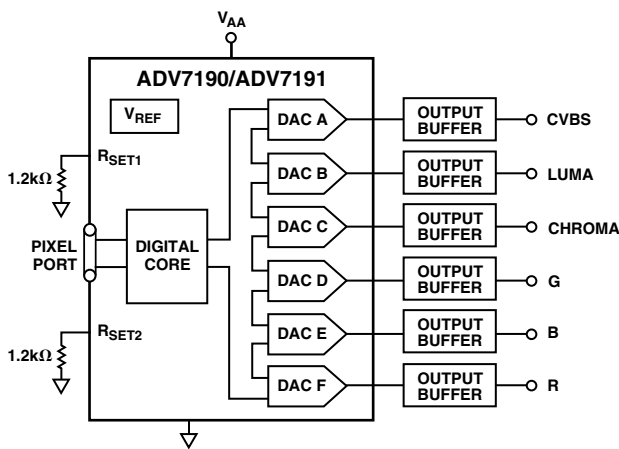 VAA
ADV7190/ADV7191
VREF
RSET1
1.2kΩ
PIXEL
PORT
DIGITAL
CORE
RSET2
1.2kΩ
DAC A
OUTPUT
BUFFER
CVBS
DAC B
OUTPUT
BUFFER
LUMA
DAC C
OUTPUT
BUFFER
CHROMA
DAC D
OUTPUT
BUFFER
G
DAC E
OUTPUT
BUFFER
B
DAC F
OUTPUT
BUFFER
R